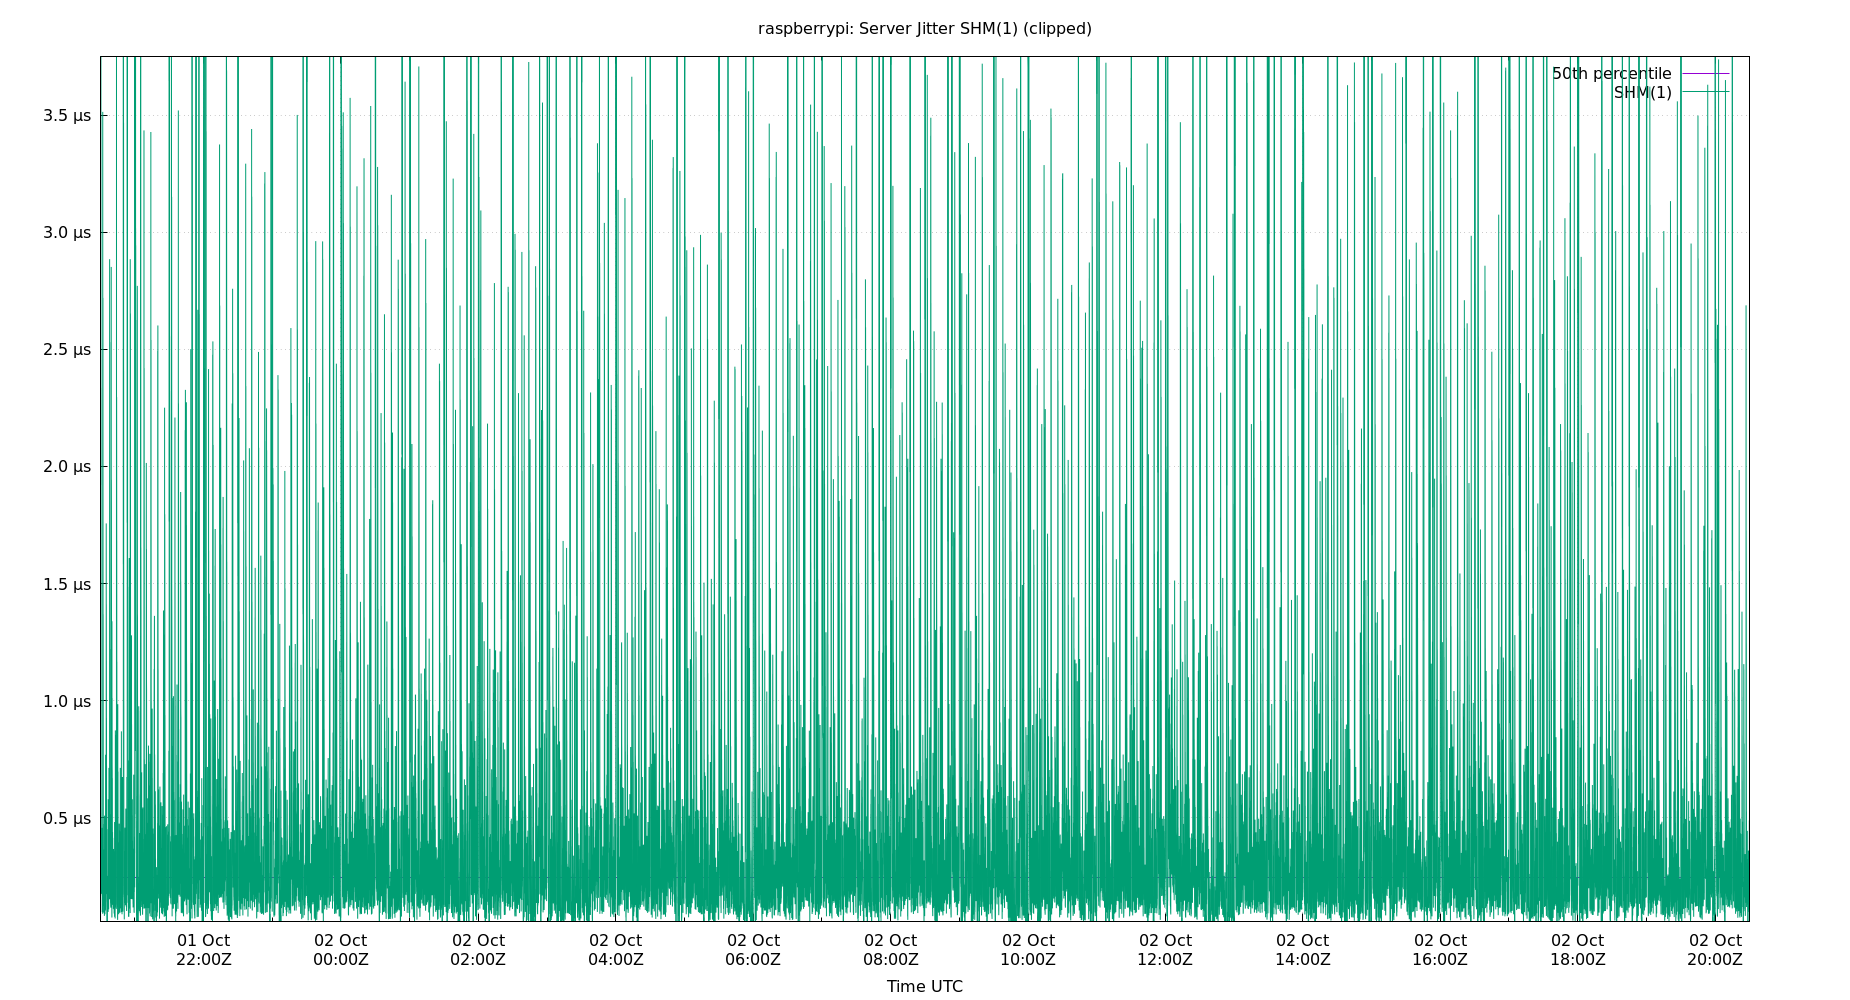 raspberrypi: Server Jitter SHM(1) (clipped)
50th percentile
SHM(1)
3.5 µs
3.0 µs
2.5 µs
2.0 µs
1.5 µs
1.0 µs
0.5 µs
01 Oct 02 Oct 02 Oct 02 Oct 02 Oct 02 Oct 02 Oct 02 Oct 02 Oct 02 Oct 02 Oct 02 Oct
22:00Z 00:00Z 02:00Z 04:00Z 06:00Z 08:00Z 10:00Z 12:00Z 14:00Z 16:00Z 18:00Z 20:00Z
Time UTC